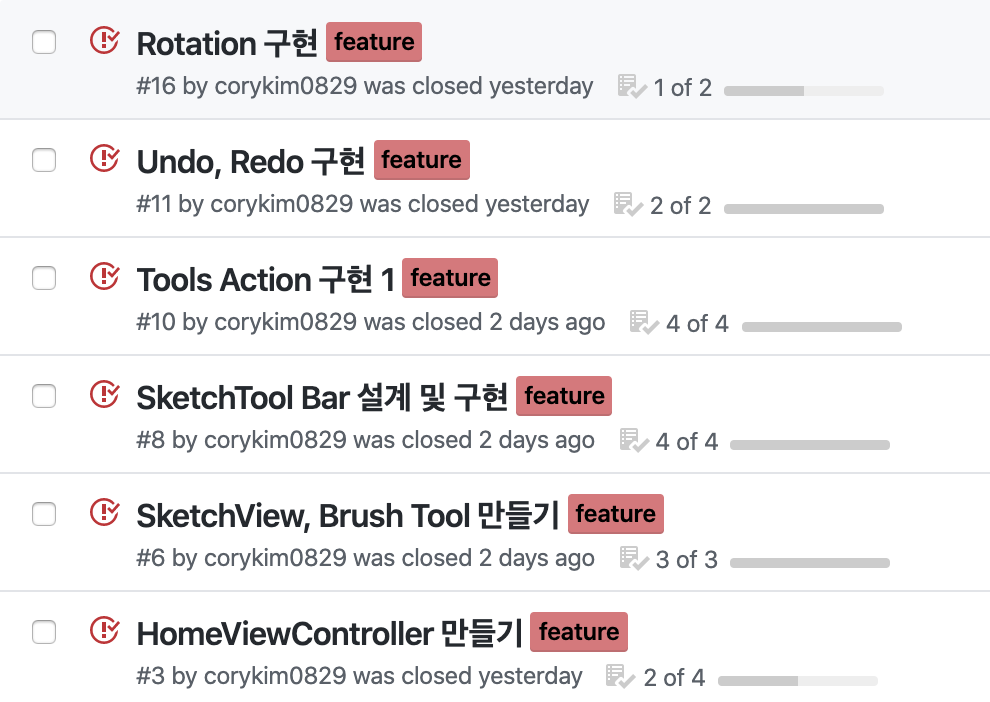 Rotation 구현 feature
#16 by corykim0829 was closed yesterday 1 of 2
Undo, Redo 구현 feature
#11 by corykim0829 was closed yesterday 2 of 2
Tools Action 구현 1 feature
#10 by corykim0829 was closed 2 days ago 4 of 4
SketchTool Bar 설계 및 구현 feature
#8 by corykim0829 was closed 2 days ago 4 of 4
SketchView, Brush Tool 만들기 feature
#6 by corykim0829 was closed 2 days ago 3 of 3
HomeViewController 만들기 feature
#3 by corykim0829 was closed yesterday 2 of 4